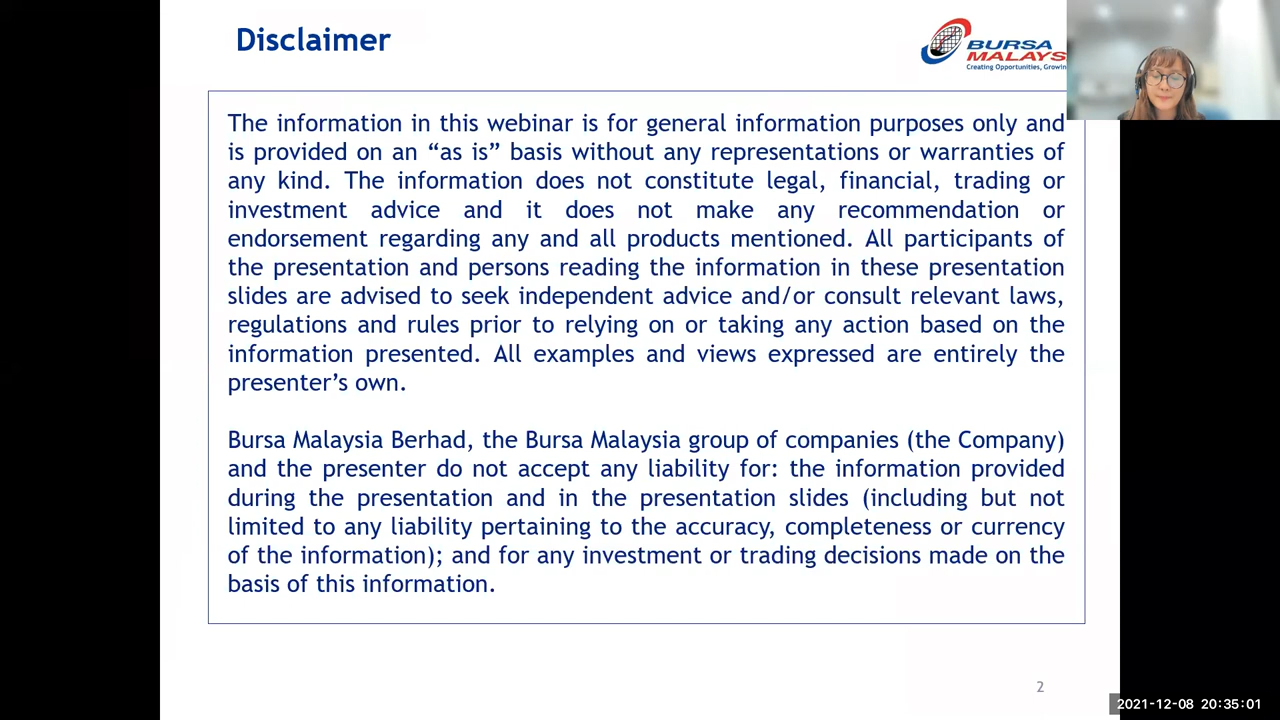 Disclaimer
BURSA
MALAYS
Creating Opportunities, Growin
The information in this webinar is for general information purposes only and
is provided on an “as is” basis without any representations or warranties of
any kind. The information does not constitute legal, financial, trading or
investment advice and it does not make any recommendation or
endorsement regarding any and all products mentioned. All participants of
the presentation and persons reading the information in these presentation
slides are advised to seek independent advice and/or consult relevant laws,
regulations and rules prior to relying on or taking any action based on the
information presented. All examples and views expressed are entirely the
presenter’s own.
Bursa Malaysia Berhad, the Bursa Malaysia group of companies (the Company)
and the presenter do not accept any liability for: the information provided
during the presentation and in the presentation slides (including but not
limited to any liability pertaining to the accuracy, completeness or currency
of the information); and for any investment or trading decisions made on the
basis of this information.
2
2021-12-08 20:35:01